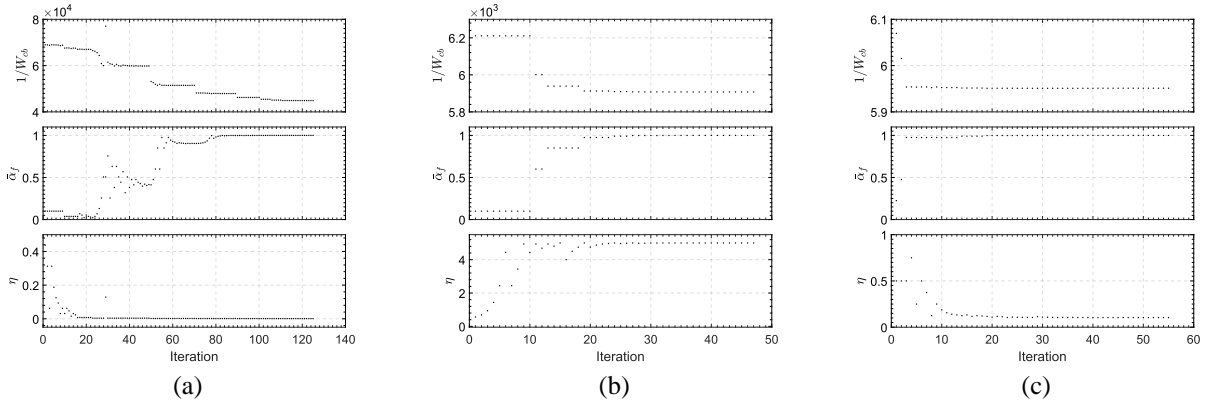 ×10⁴
8
6
4
1/W_cb
1
0.5
0
ᾱ_f
0.4
0.2
0
η
0 20 40 60 80 100 120 140
Iteration
(a)
×10³
6.2
6
5.8
1/W_cb
1
0.5
0
ᾱ_f
4
2
0
η
0 10 20 30 40 50
Iteration
(b)
6.1
6
5.9
1/W_cb
1
0.5
0
ᾱ_f
1
0.5
0
η
0 10 20 30 40 50 60
Iteration
(c)